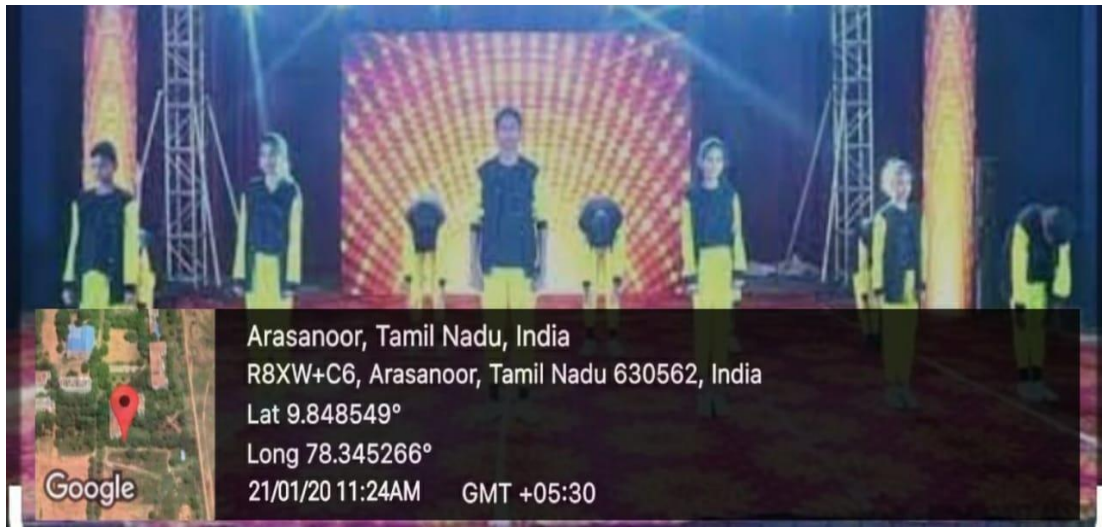 Arasanoor, Tamil Nadu, India
R8XW+C6, Arasanoor, Tamil Nadu 630562, India
Lat 9.848549°
Long 78.345266°
Google
21/01/20 11:24AM GMT +05:30